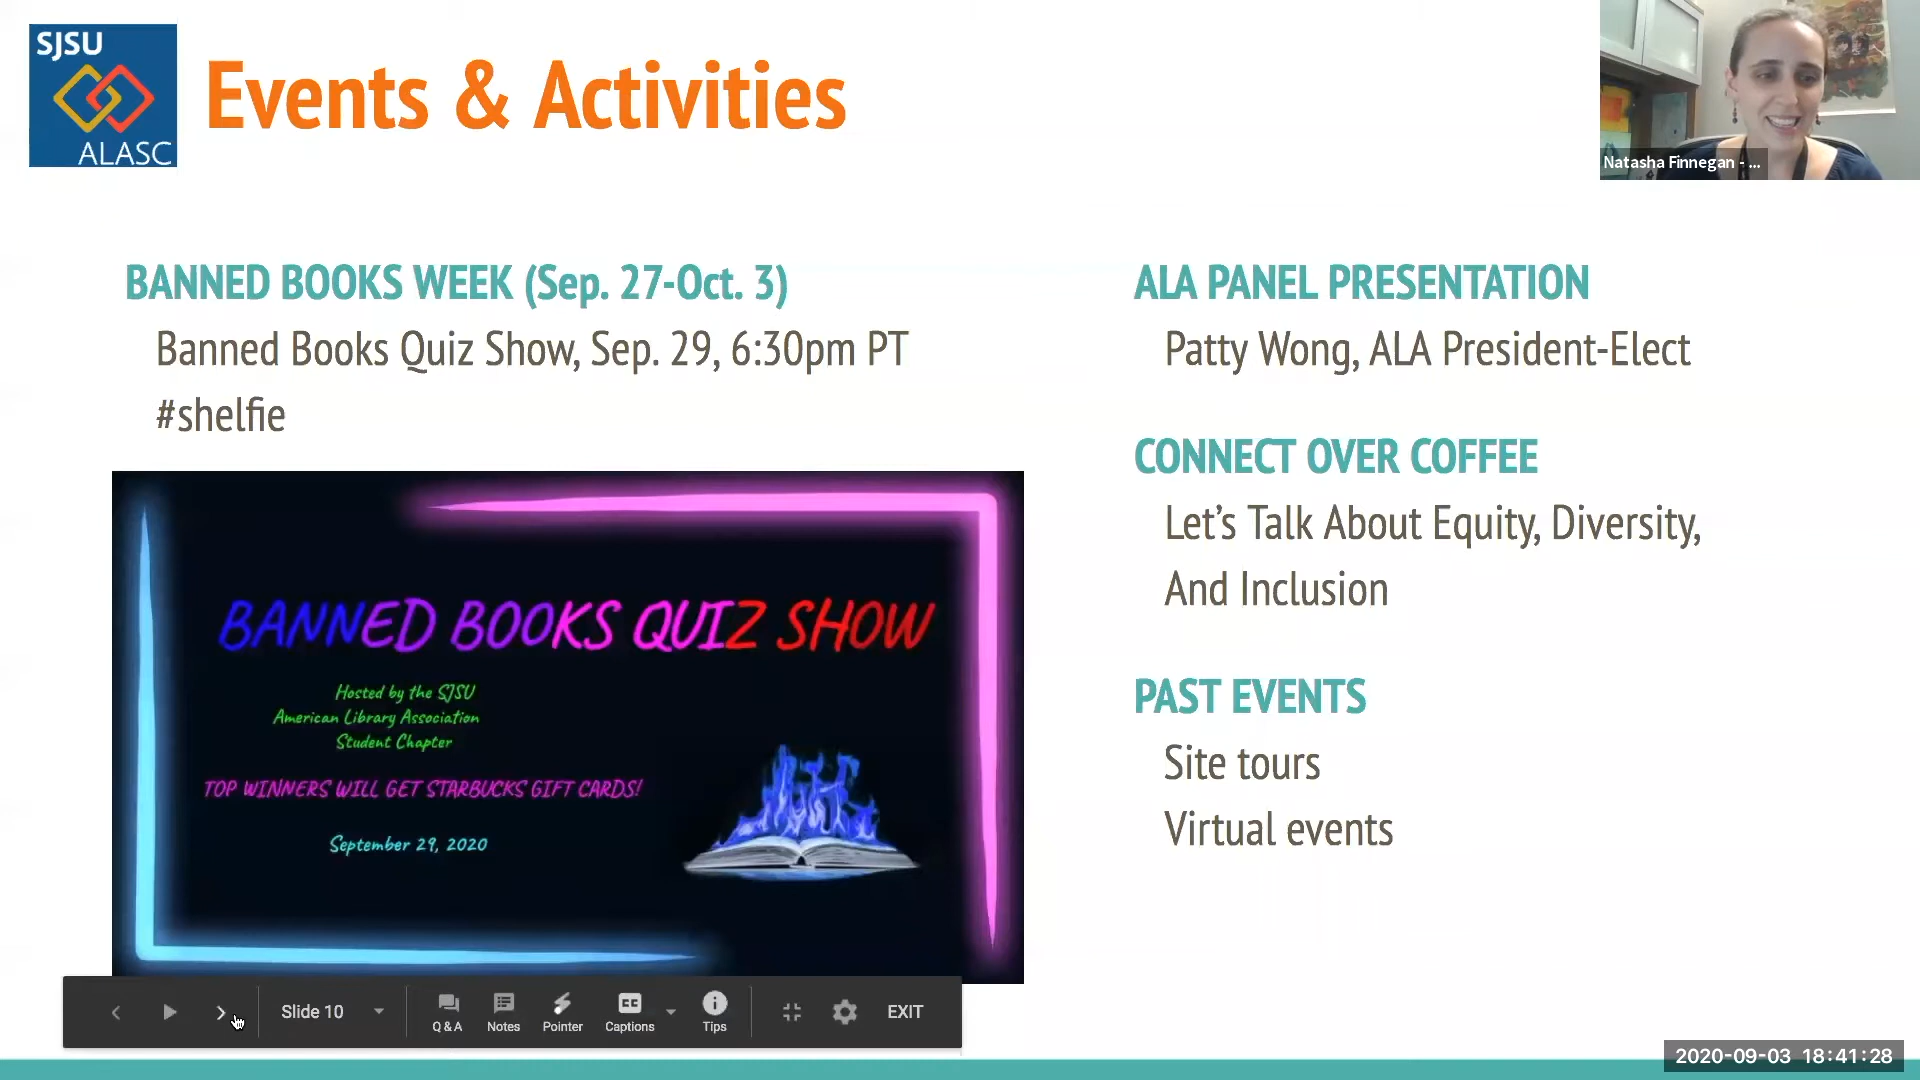 SJSU
ALASC
Events & Activities
Natasha Finnegan - ...
BANNED BOOKS WEEK (Sep. 27-Oct. 3)
Banned Books Quiz Show, Sep. 29, 6:30pm PT
#shelfie
BANNED BOOKS QUIZ SHOW
Hosted by the SJSU
American Library Association
Student Chapter
TOP WINNERS WILL GET STARBUCKS GIFT CARDS!
September 29, 2020
ALA PANEL PRESENTATION
Patty Wong, ALA President-Elect
CONNECT OVER COFFEE
Let’s Talk About Equity, Diversity,
And Inclusion
PAST EVENTS
Site tours
Virtual events
Slide 10
Q & A
Notes
Pointer
CC
Captions
Tips
EXIT
2020-09-03 18:41:28